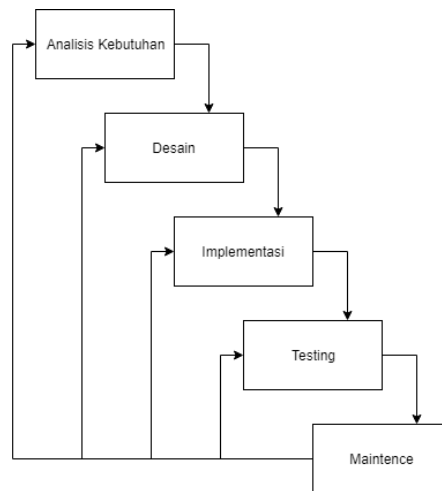 Analisis Kebutuhan
Desain
Implementasi
Testing
Maintence